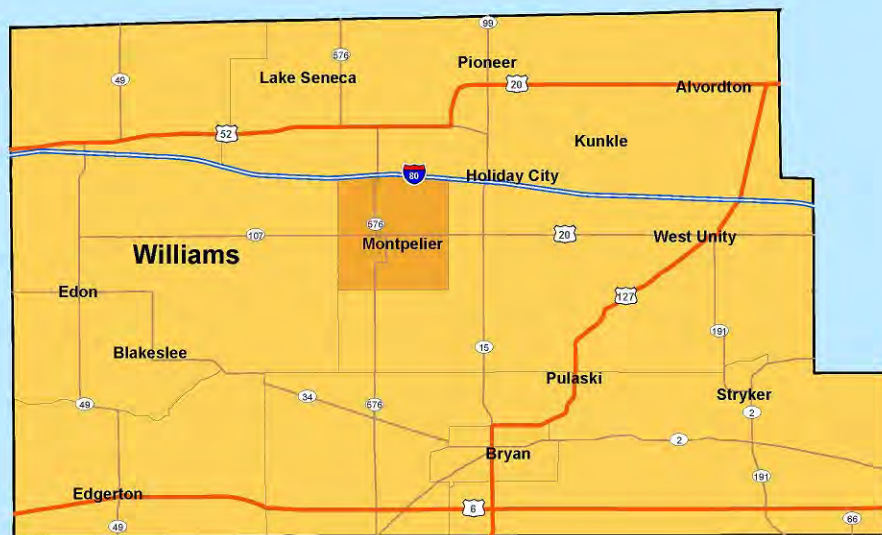 99
Pioneer
576
49
Lake Seneca
20
Alvordton
52
Kunkle
80
Holiday City
576
107
Montpelier
20
West Unity
Williams
Edon
127
191
15
Blakeslee
Pulaski
34
49
576
Stryker
2
2
Bryan
191
Edgerton
6
49
66